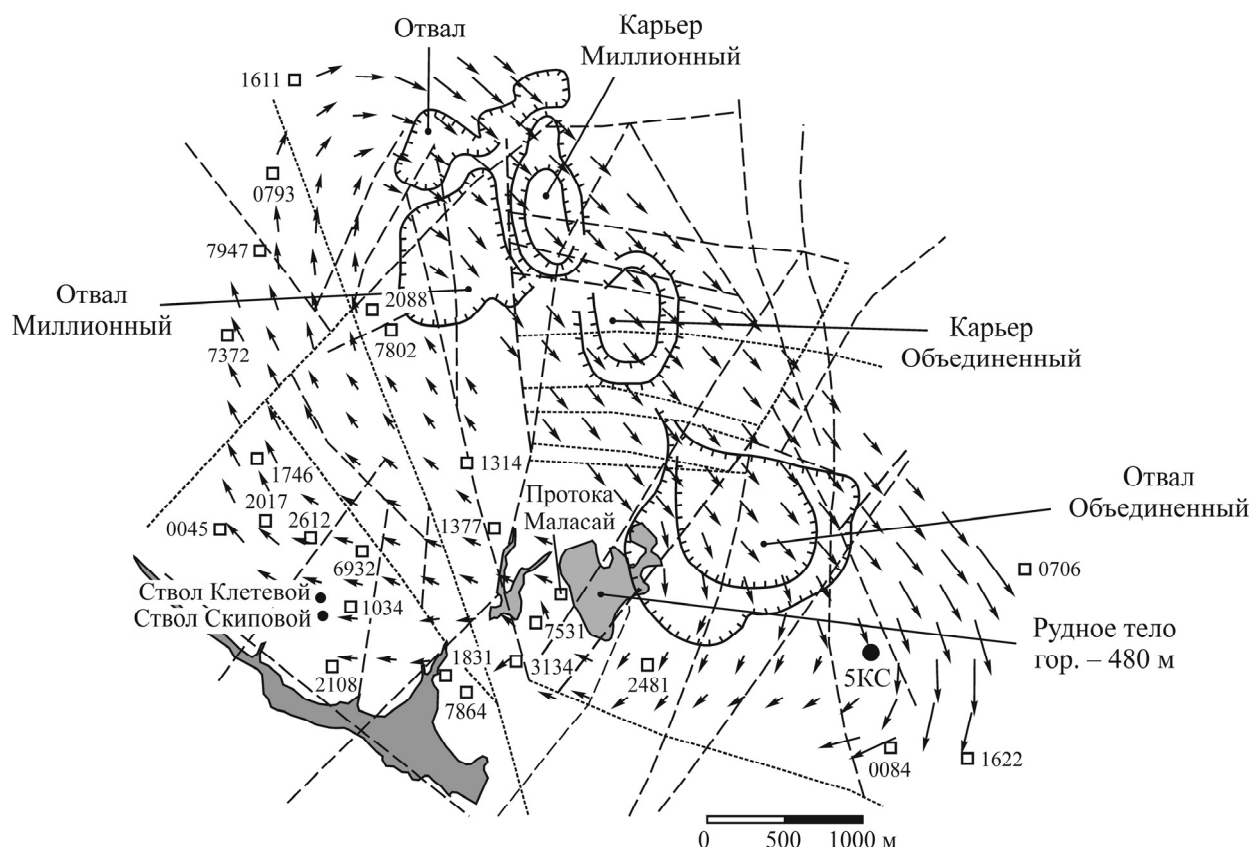 Отвал
Карьер
Миллионный
1611
0793
7947
Отвал
Миллионный
2088
7802
7372
Карьер
Объединенный
1746
1314
2017
0045
2612
Протока
Маласай
1377
6932
Отвал
Объединенный
Ствол Клетевой
Ствол Скиповой
1034
0706
7531
Рудное тело
гор. – 480 м
2108
1831
3134
7864
2481
5КС
0084
1622
0
500
1000 м